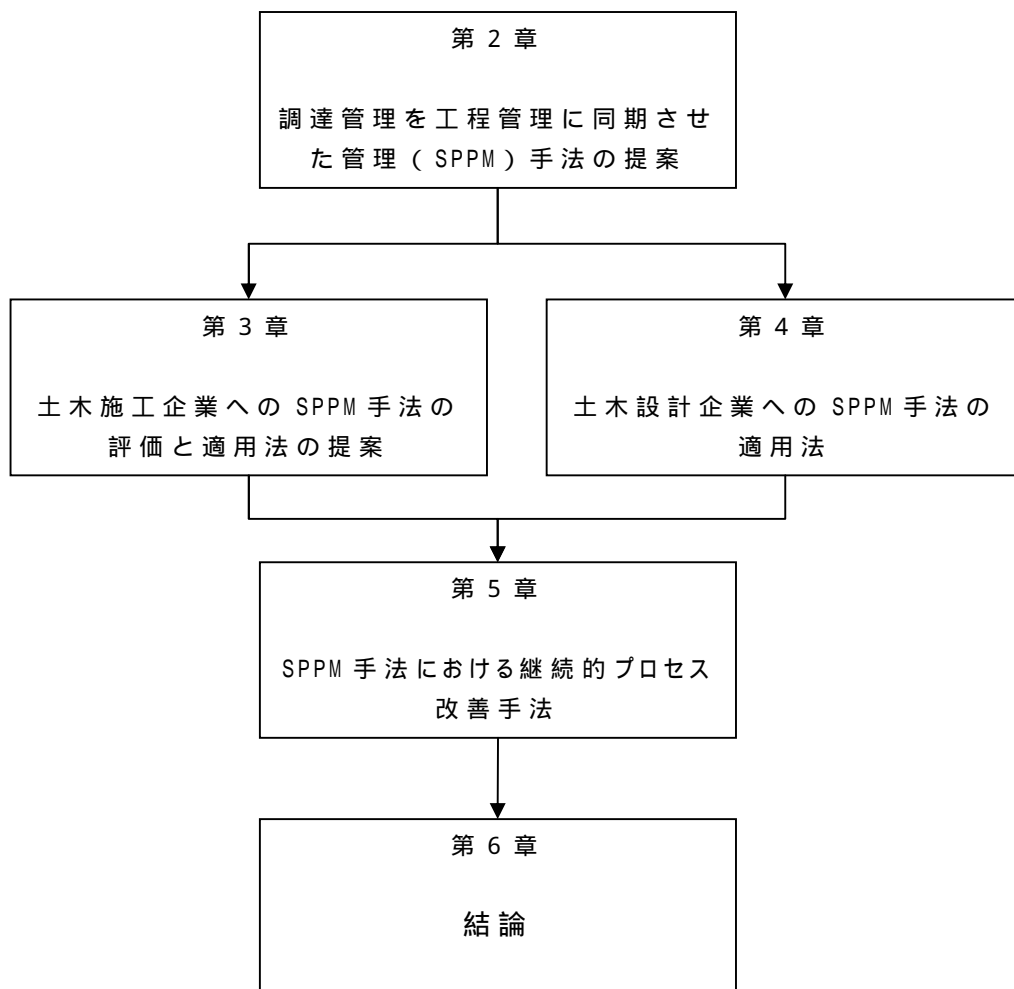 第2章
調達管理を工程管理に同期させ
た管理(SPPM)手法の提案
第3章
土木施工企業へのSPPM手法の
評価と適用法の提案
第4章
土木設計企業へのSPPM手法の
適用法
第5章
SPPM手法における継続的プロセス
改善手法
第6章
結論